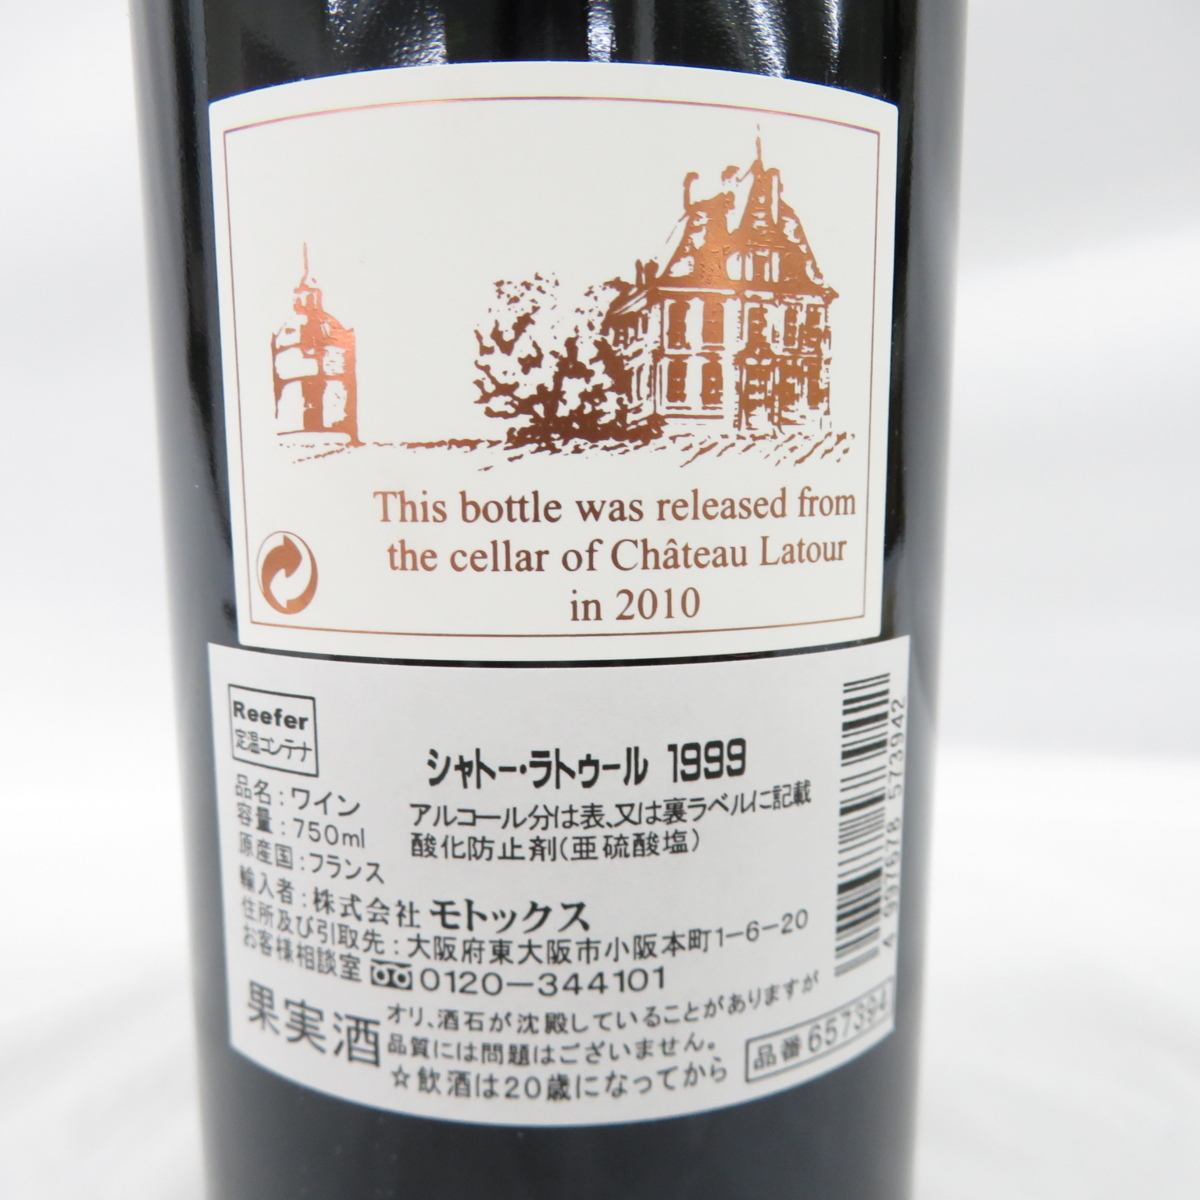 This bottle was released from
the cellar of Château Latour
in 2010
Reefer
定温コンテナ
シャトー・ラトゥール 1999
アルコール分は表、又は裏ラベルに記載
酸化防止剤(亜硫酸塩)
品名:ワイン
容量:750ml
原産国:フランス
輸入者:株式会社 モトックス
住所及び引取先:大阪府東大阪市小阪本町1-6-20
お客様相談室 0120-344101
果実酒
オリ、酒石が沈殿していることがありますが
品質には問題はございません。
☆飲酒は20歳になってから
品番657394
4 997678 573942